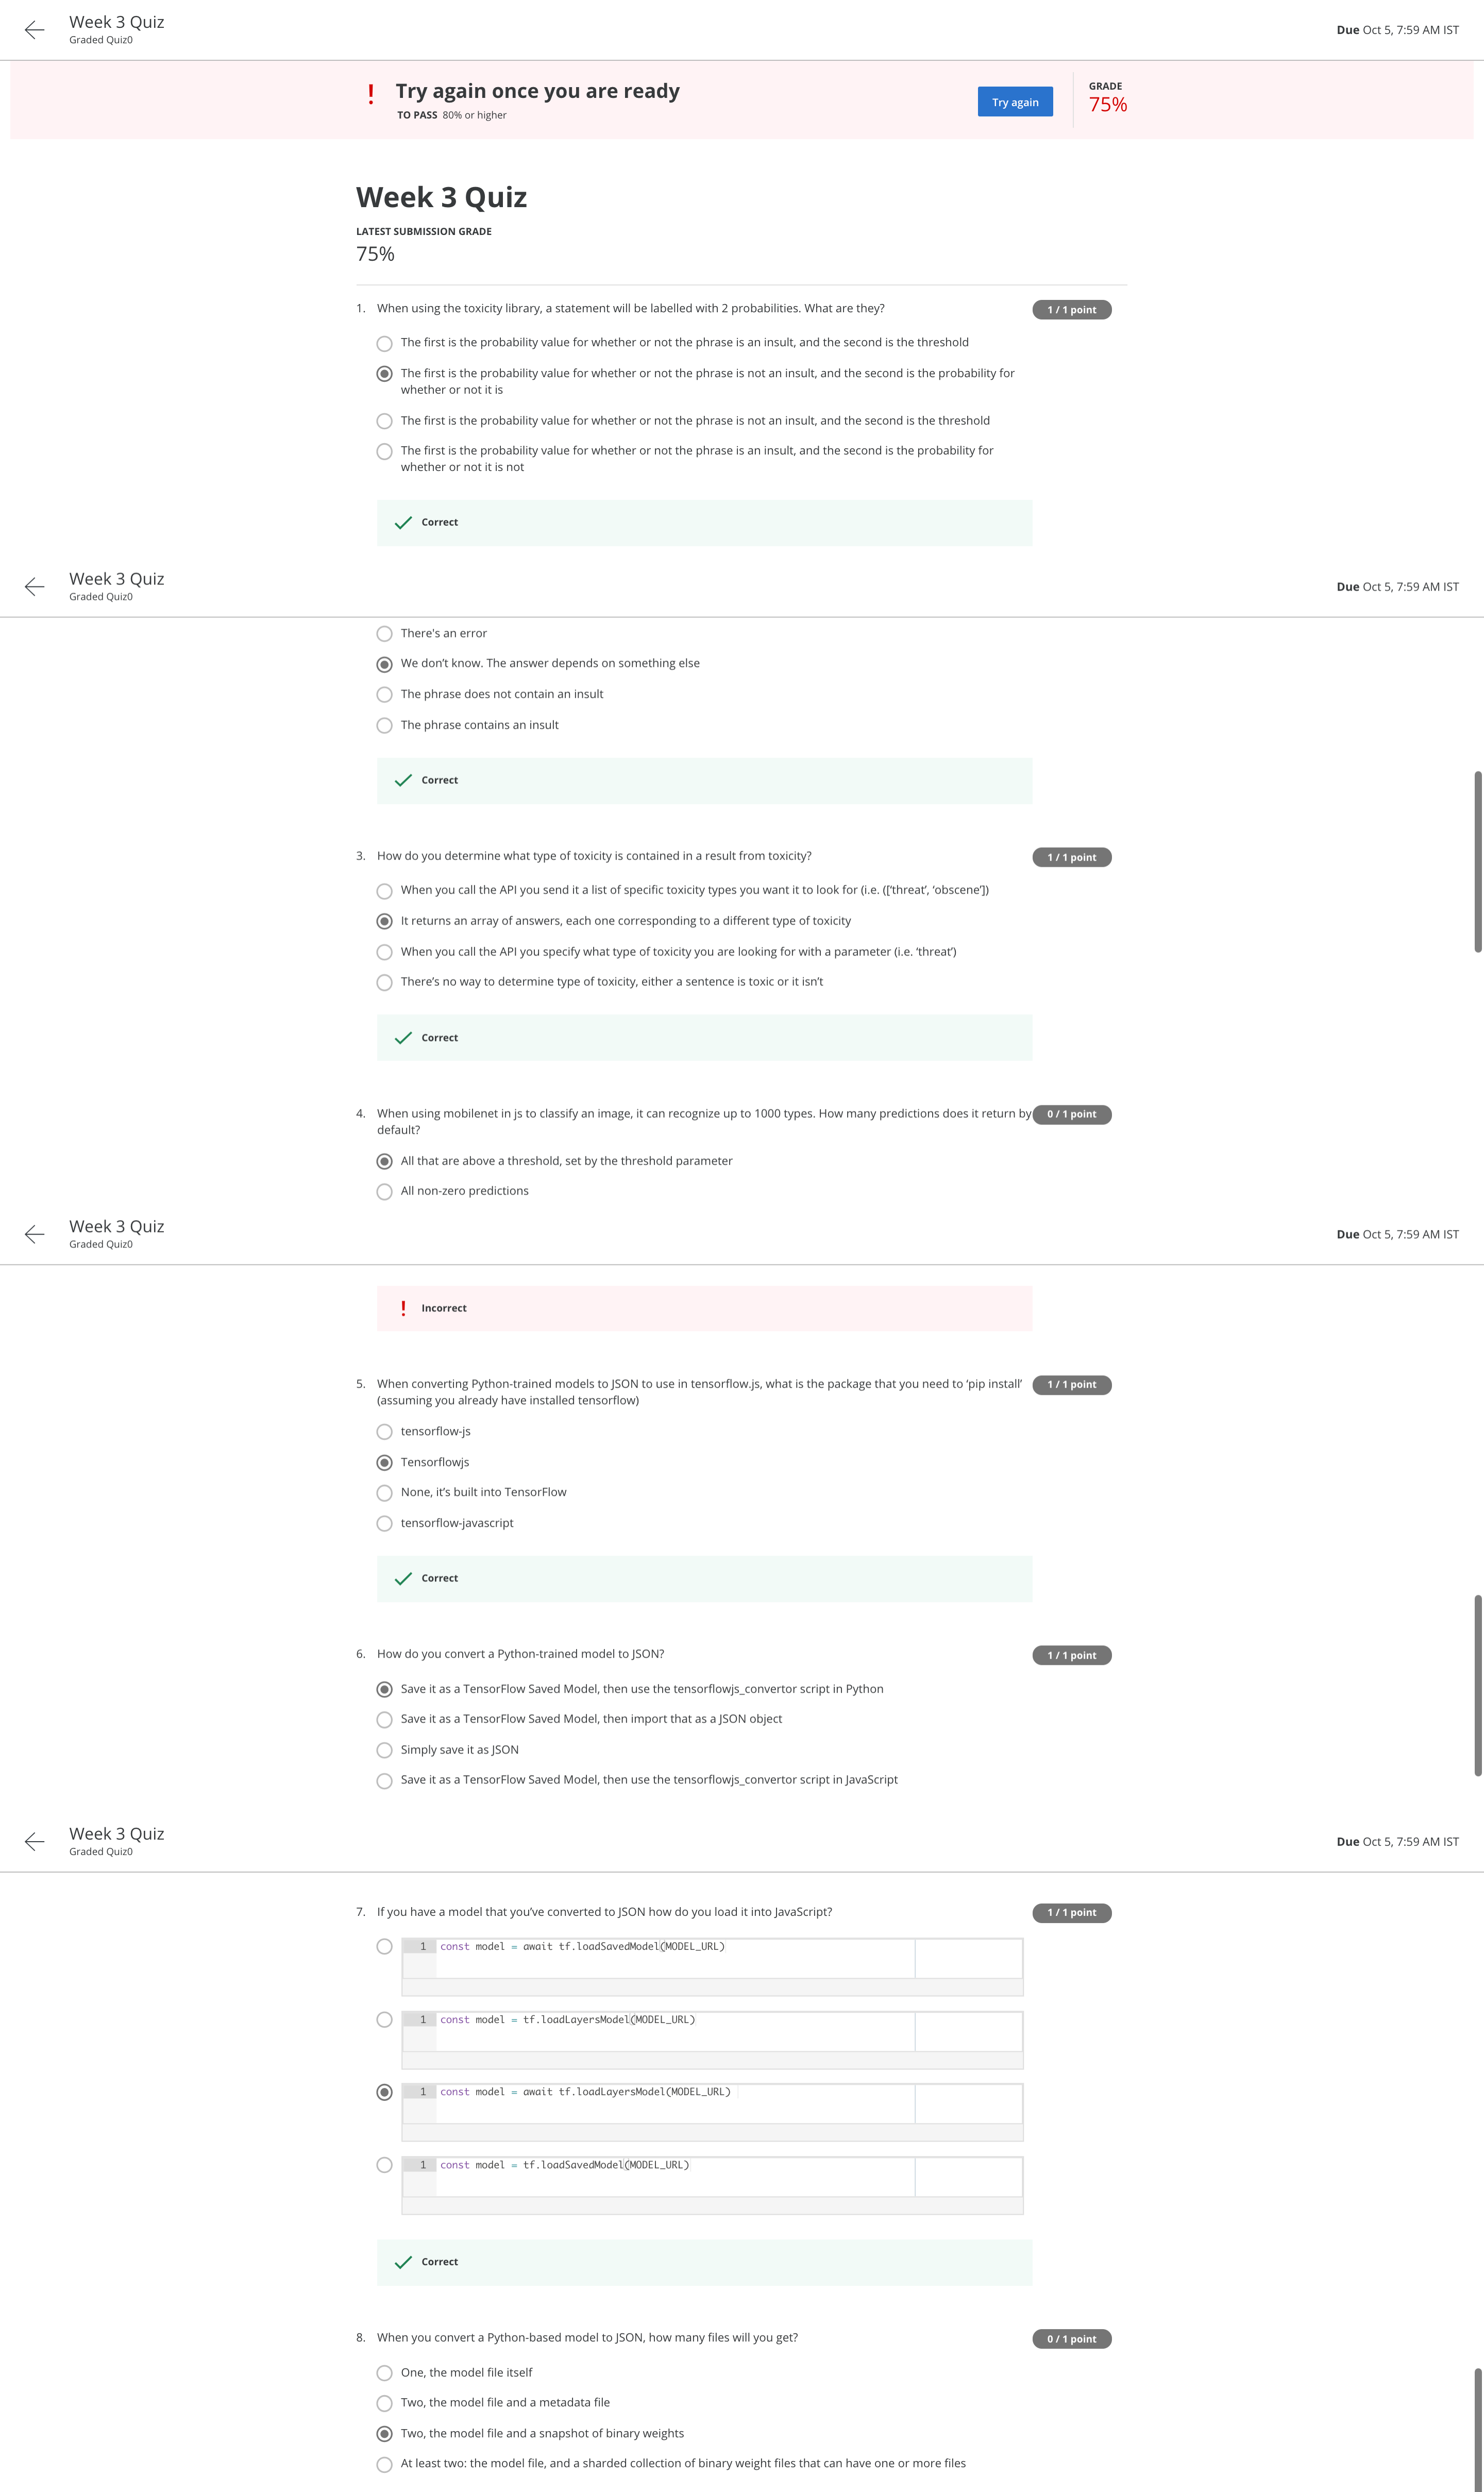 Week 3 Quiz
Graded Quiz0
Due Oct 5, 7:59 AM IST
! Try again once you are ready
TO PASS 80% or higher
Try again
GRADE
75%
Week 3 Quiz
LATEST SUBMISSION GRADE
75%
1. When using the toxicity library, a statement will be labelled with 2 probabilities. What are they?
1 / 1 point
The first is the probability value for whether or not the phrase is an insult, and the second is the threshold
The first is the probability value for whether or not the phrase is not an insult, and the second is the probability for
whether or not it is
The first is the probability value for whether or not the phrase is not an insult, and the second is the threshold
The first is the probability value for whether or not the phrase is an insult, and the second is the probability for
whether or not it is not
Correct
Week 3 Quiz
Graded Quiz0
Due Oct 5, 7:59 AM IST
There's an error
We don’t know. The answer depends on something else
The phrase does not contain an insult
The phrase contains an insult
Correct
3. How do you determine what type of toxicity is contained in a result from toxicity?
1 / 1 point
When you call the API you send it a list of specific toxicity types you want it to look for (i.e. ([‘threat’, ‘obscene’])
It returns an array of answers, each one corresponding to a different type of toxicity
When you call the API you specify what type of toxicity you are looking for with a parameter (i.e. ‘threat’)
There’s no way to determine type of toxicity, either a sentence is toxic or it isn’t
Correct
4. When using mobilenet in js to classify an image, it can recognize up to 1000 types. How many predictions does it return by
default?
0 / 1 point
All that are above a threshold, set by the threshold parameter
All non-zero predictions
Week 3 Quiz
Graded Quiz0
Due Oct 5, 7:59 AM IST
! Incorrect
5. When converting Python-trained models to JSON to use in tensorflow.js, what is the package that you need to ‘pip install’
(assuming you already have installed tensorflow)
1 / 1 point
tensorflow-js
Tensorflowjs
None, it’s built into TensorFlow
tensorflow-javascript
Correct
6. How do you convert a Python-trained model to JSON?
1 / 1 point
Save it as a TensorFlow Saved Model, then use the tensorflowjs_convertor script in Python
Save it as a TensorFlow Saved Model, then import that as a JSON object
Simply save it as JSON
Save it as a TensorFlow Saved Model, then use the tensorflowjs_convertor script in JavaScript
Week 3 Quiz
Graded Quiz0
Due Oct 5, 7:59 AM IST
7. If you have a model that you’ve converted to JSON how do you load it into JavaScript?
1 / 1 point
1 const model = await tf.loadSavedModel(MODEL_URL)
1 const model = tf.loadLayersModel(MODEL_URL)
1 const model = await tf.loadLayersModel(MODEL_URL)
1 const model = tf.loadSavedModel(MODEL_URL)
Correct
8. When you convert a Python-based model to JSON, how many files will you get?
0 / 1 point
One, the model file itself
Two, the model file and a metadata file
Two, the model file and a snapshot of binary weights
At least two: the model file, and a sharded collection of binary weight files that can have one or more files